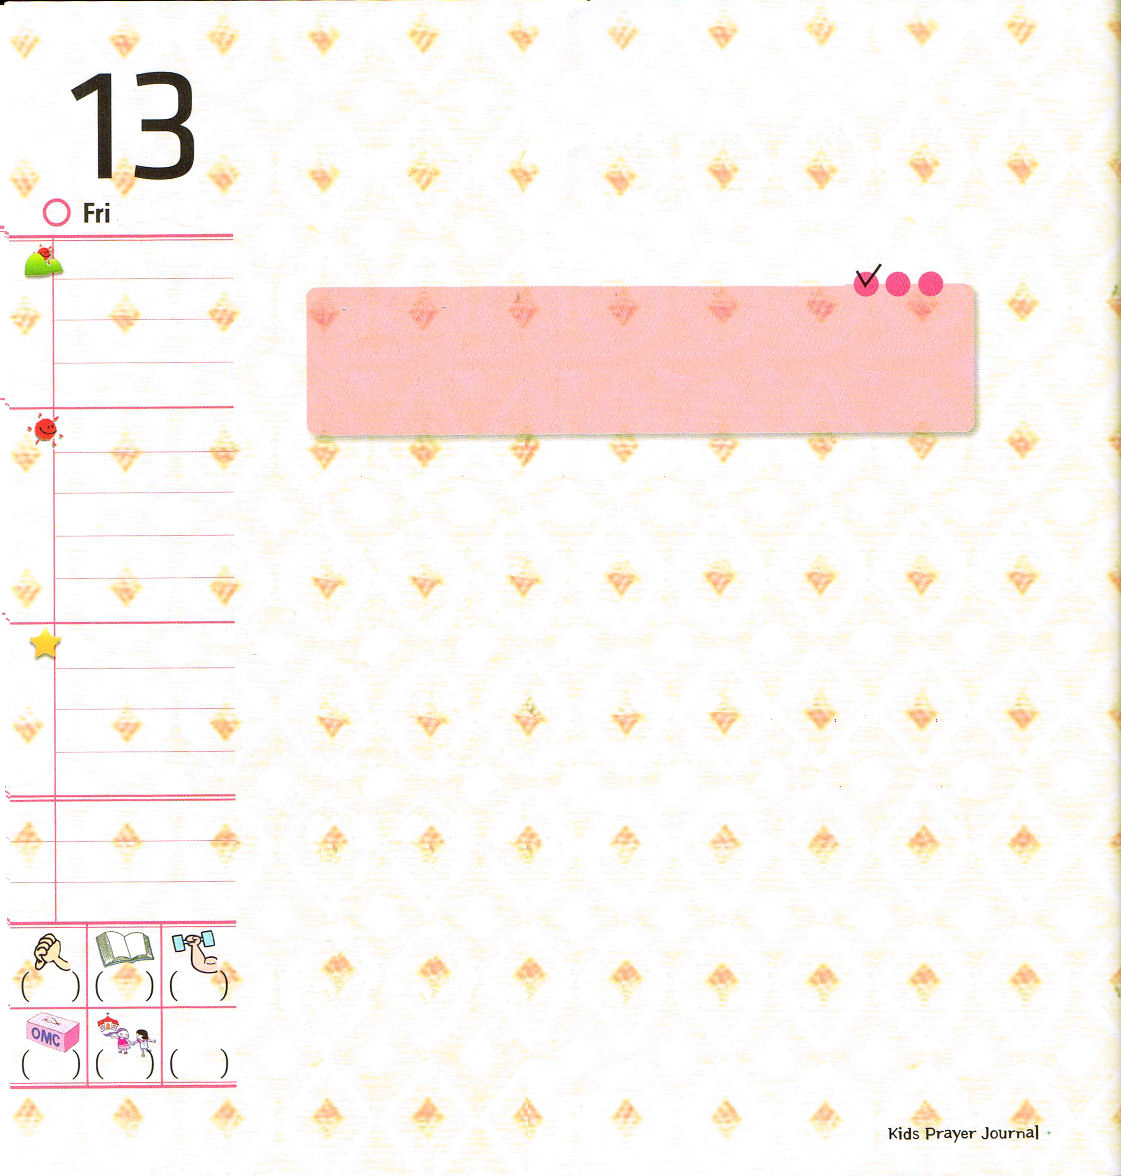 13
Fri
( ) ( ) ( )
OMC
( ) ( ) ( )
Kids Prayer Journal